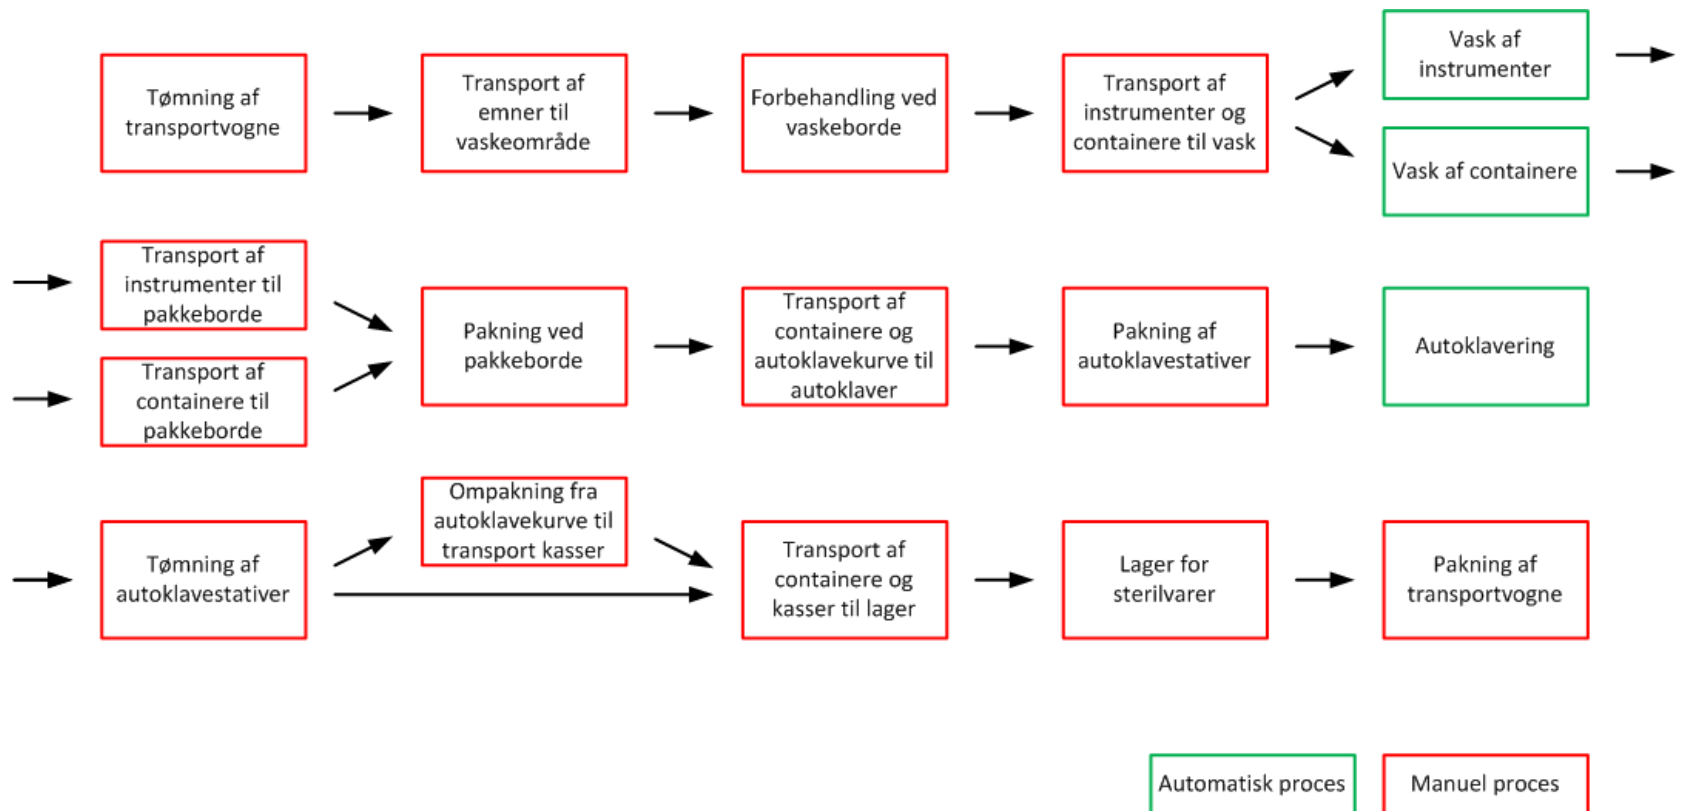 Tømning af
transportvogne
Transport af
emner til
vaskeområde
Forbehandling ved
vaskeborde
Transport af
instrumenter og
containere til vask
Vask af
instrumenter
Vask af containere
Transport af
instrumenter til
pakkeborde
Transport af
containere til
pakkeborde
Pakning ved
pakkeborde
Transport af
containere og
autoklavekurve til
autoklaver
Pakning af
autoklavestativer
Autoklavering
Tømning af
autoklavestativer
Ompakning fra
autoklavekurve til
transport kasser
Transport af
containere og
kasser til lager
Lager for
sterilvarer
Pakning af
transportvogne
Automatisk proces
Manuel proces